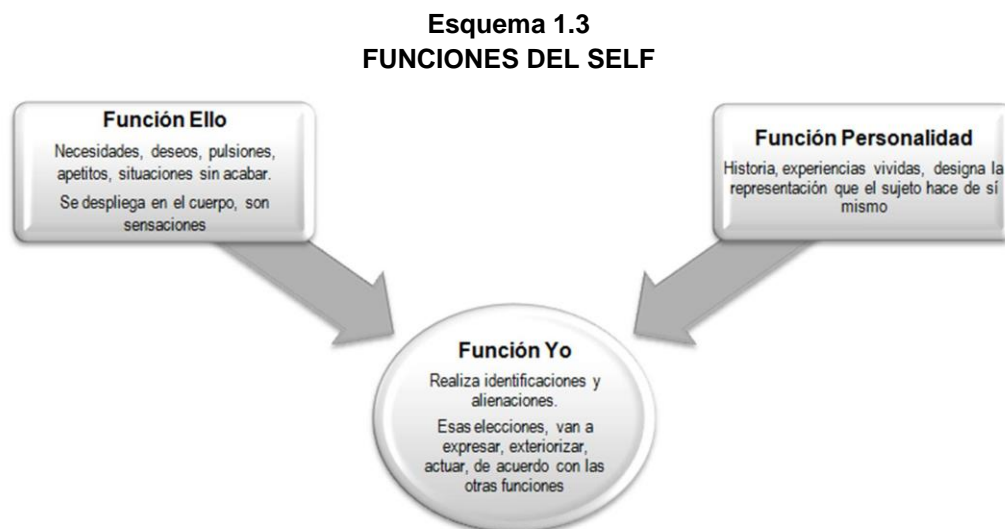 Esquema 1.3
FUNCIONES DEL SELF
Función Ello
Necesidades, deseos, pulsiones,
apetitos, situaciones sin acabar.
Se despliega en el cuerpo, son
sensaciones
Función Personalidad
Historia, experiencias vividas, designa la
representación que el sujeto hace de sí
mismo
Función Yo
Realiza identificaciones y
alienaciones.
Esas elecciones, van a
expresar, exteriorizar,
actuar, de acuerdo con las
otras funciones